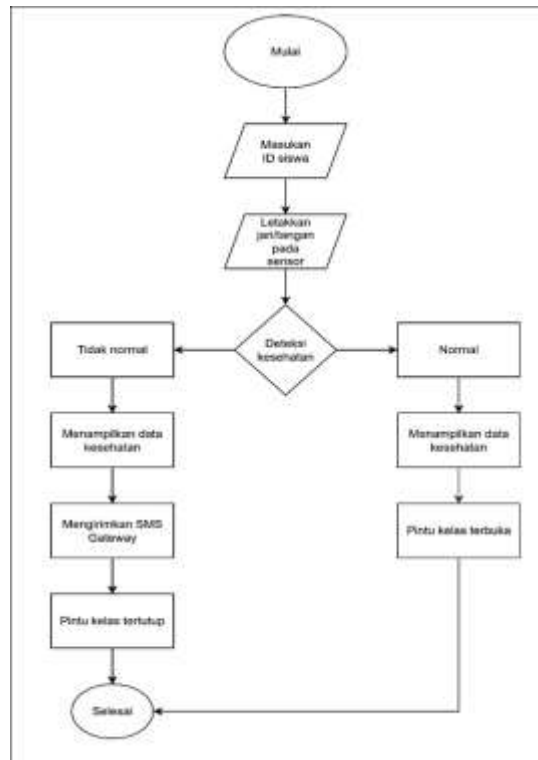 Mulai
Masukan
ID siswa
Letakkan
jari/tangan
pada
sensor
Deteksi
kesehatan
Tidak normal
Normal
Menampilkan data
kesehatan
Menampilkan data
kesehatan
Mengirimkan SMS
Gateway
Pintu kelas terbuka
Pintu kelas tertutup
Selesai